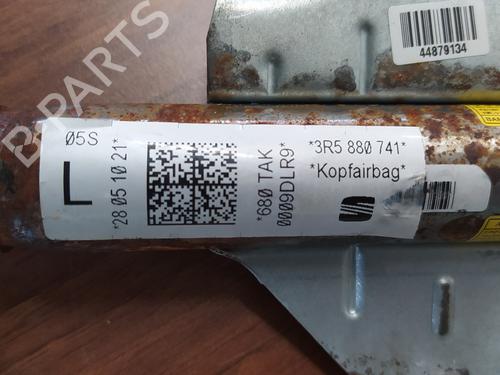 B-PARTS
44879134
05S
L
*28 05 10 21*
*680 TAK
0009DLR9*
*3R5 880 741*
*Kopfairbag*